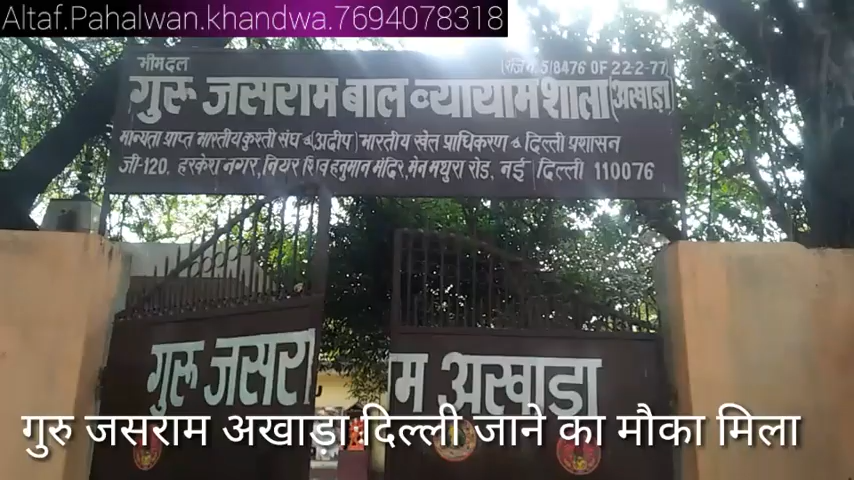 Altaf.Pahalwan.khandwa.7694078318
भीमदल
रजि. नं. 5/8476 OF 22-2-77
गुरु जसराम बाल व्यायामशाला (अखाड़ा)
मान्यता प्राप्त भारतीय कुश्ती संघ व (अदीप) भारतीय खेल प्राधिकरण व दिल्ली प्रशासन
जी-120. हरकेश नगर, नियर शिव हनुमान मंदिर, मेन मथुरा रोड. नई दिल्ली 110076
गुरु जसराम अखाड़ा
गुरु जसराम अखाडा दिल्ली जाने का मौका मिला